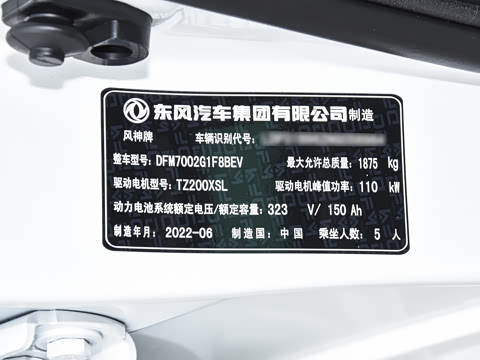 东风汽车集团有限公司制造
风神牌 车辆识别代号:
整车型号: DFM7002G1F8BEV 最大允许总质量: 1875 kg
驱动电机型号: TZ200XSL 驱动电机峰值功率: 110 kW
动力电池系统额定电压/额定容量: 323 V/ 150 Ah
制造年月: 2022-06 制造国: 中国 乘坐人数: 5 人